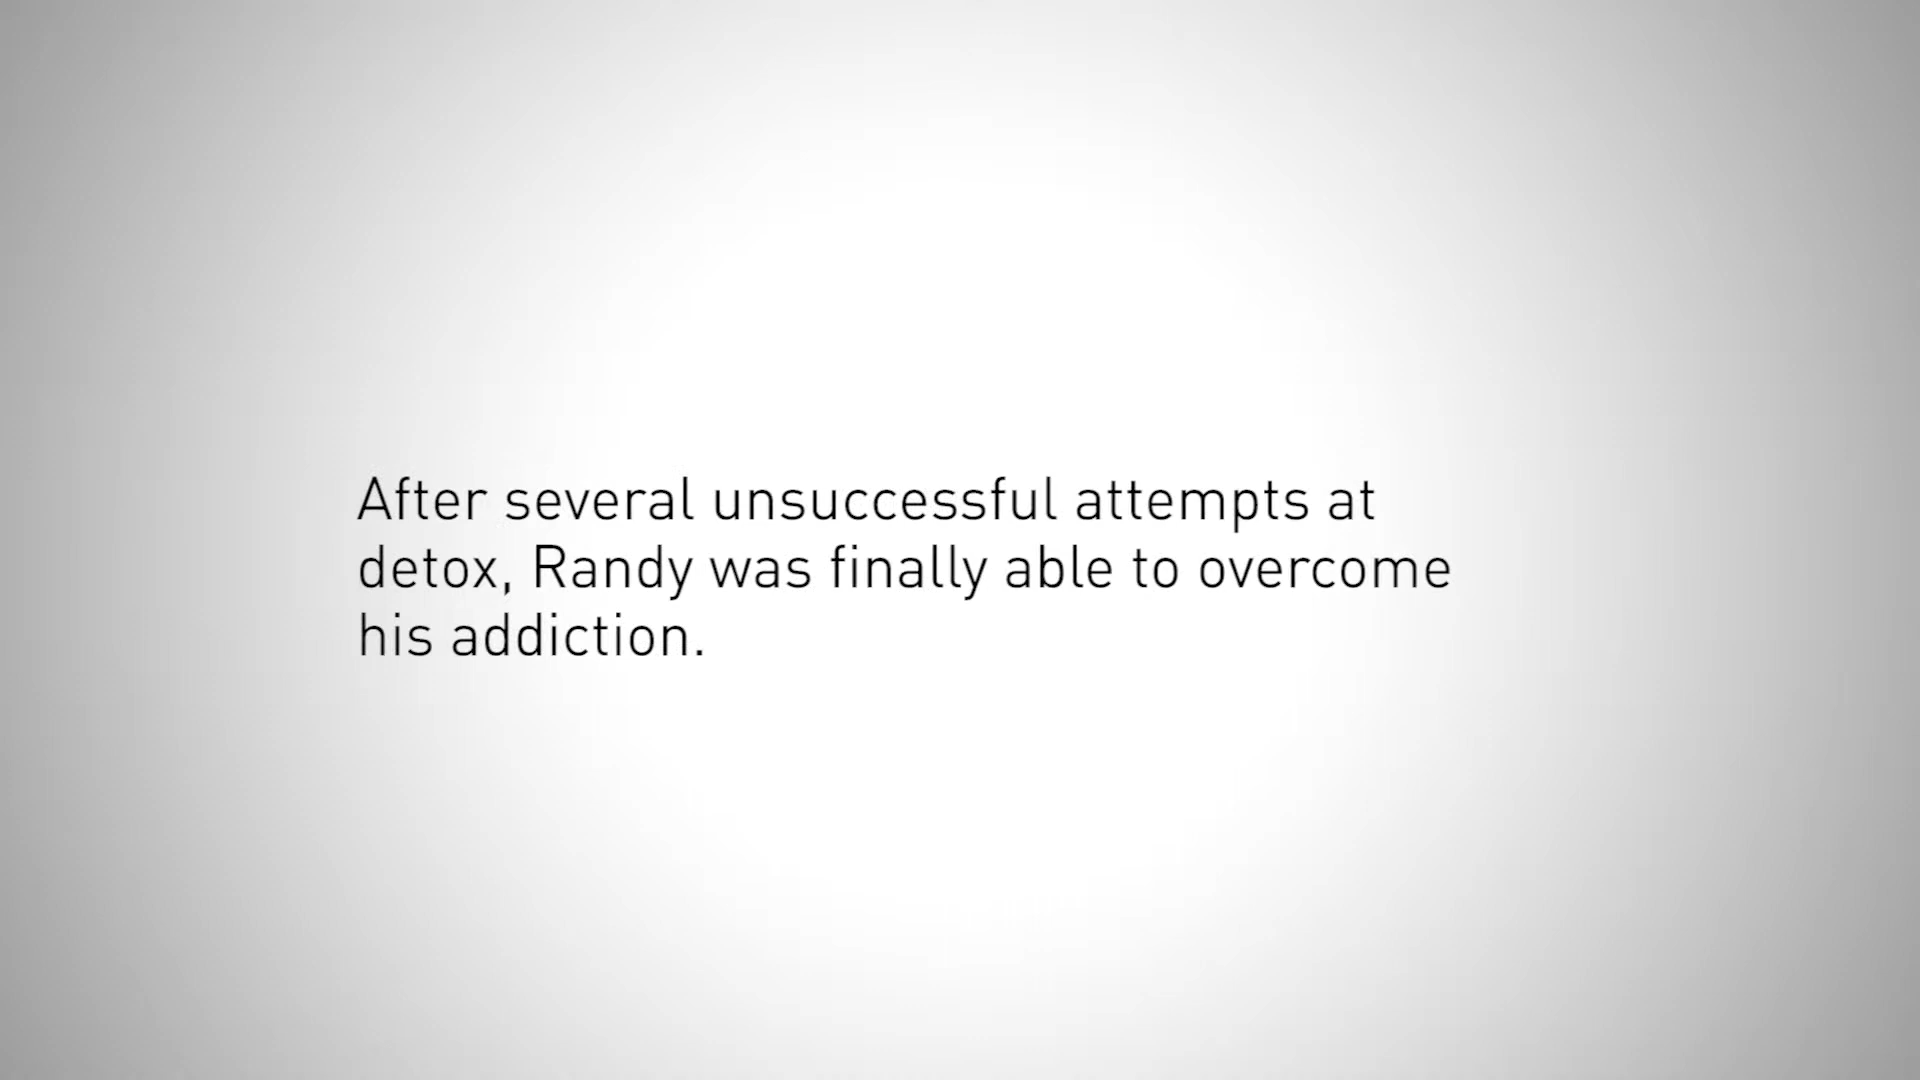 After several unsuccessful attempts at
detox, Randy was finally able to overcome
his addiction.